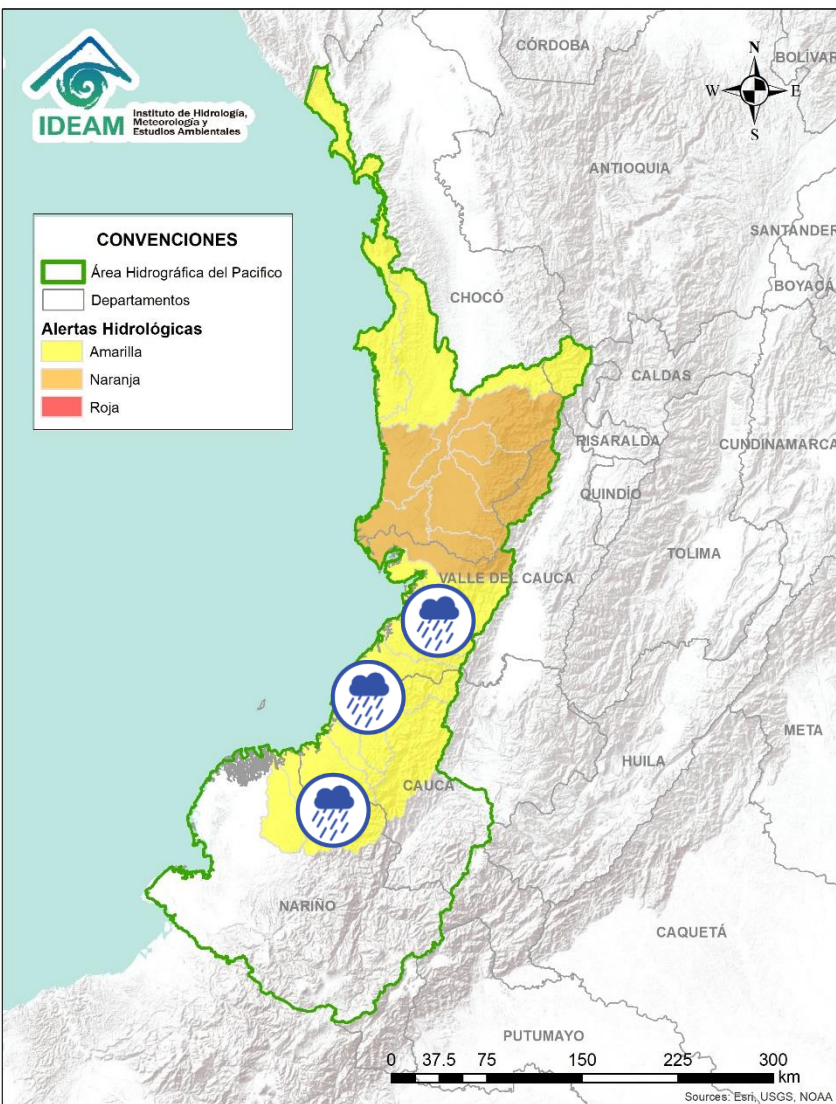 IDEAM
Instituto de Hidrología,
Meteorología y
Estudios Ambientales
CÓRDOBA
BOLÍVAR
N
W
E
S
ANTIOQUIA
SANTANDER
BOYACÁ
CONVENCIONES
Área Hidrográfica del Pacifico
Departamentos
Alertas Hidrológicas
Amarilla
Naranja
Roja
CHOCÓ
CALDAS
RISARALDA
CUNDINAMARCA
QUINDÍO
TOLIMA
VALLE DEL CAUCA
META
HUILA
CAUCA
NARIÑO
CAQUETÁ
PUTUMAYO
0 37.5 75 150 225 300
km
Sources: Esri, USGS, NOAA